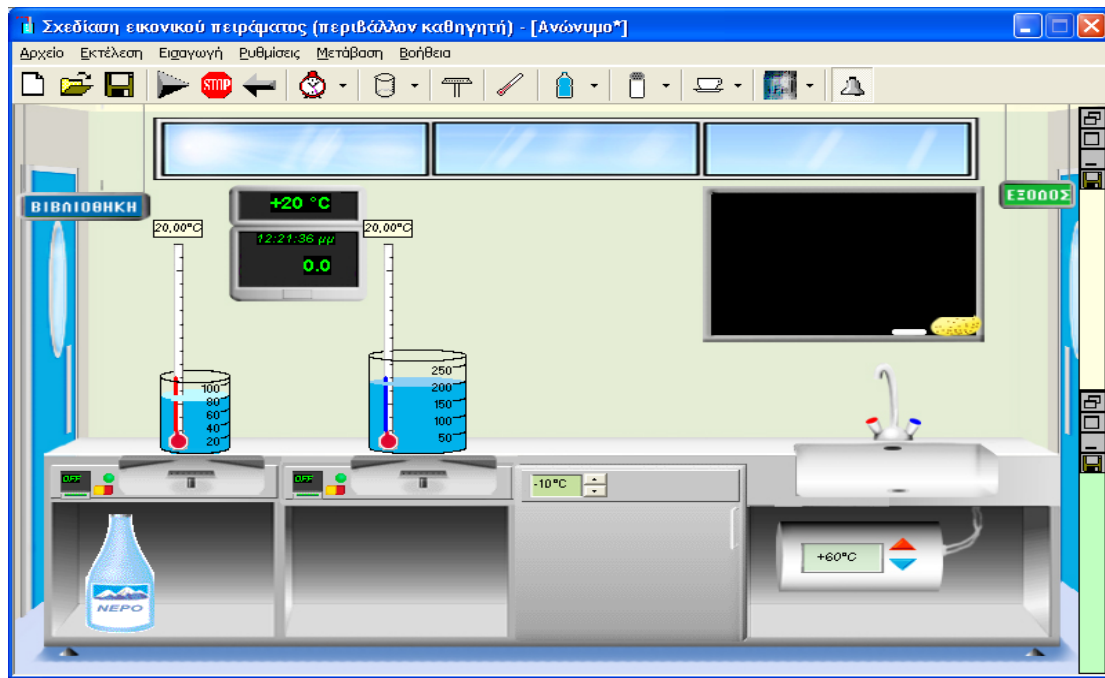 Σχεδίαση εικονικού πειράματος (περιβάλλον καθηγητή) - [Ανώνυμο*]
Αρχείο Εκτέλεση Εισαγωγή Ρυθμίσεις Μετάβαση Βοήθεια
STOP
ΒΙΒΛΙΟΘΗΚΗ
+20 °C
ΕΞΟΔΟΣ
20,00°C
12:21:36 μμ
20,00°C
0.0
100
80
60
40
20
250
200
150
100
50
OFF
OFF
-10°C
+60°C
ΝΕΡΟ